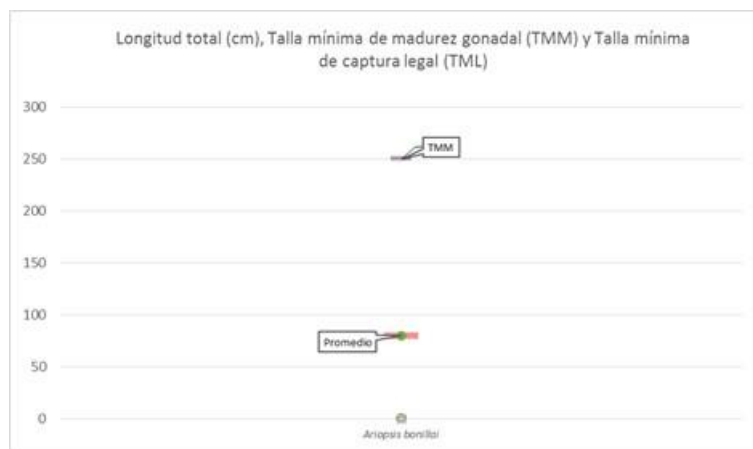 Longitud total (cm), Talla mínima de madurez gonadal (TMM) y Talla mínima
de captura legal (TML)
300
250
TMM
200
150
100
Promedio
50
0
Ariopsis bonillai